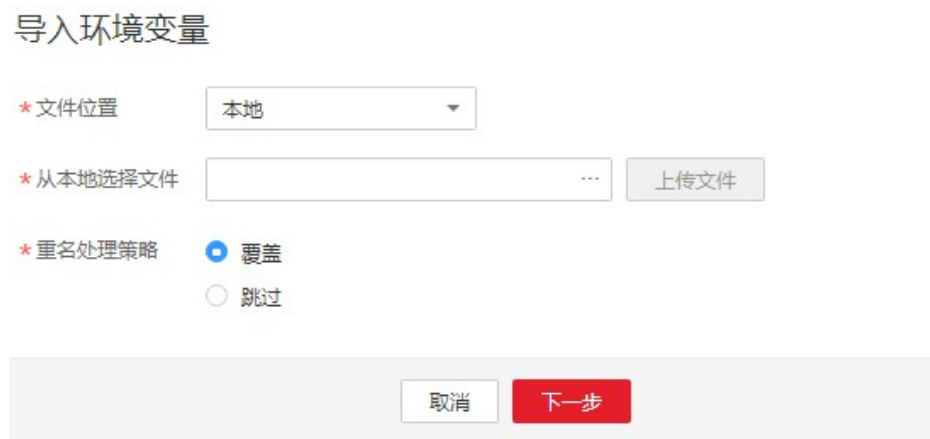 导入环境变量
* 文件位置 本地
* 从本地选择文件 ... 上传文件
* 重名处理策略 覆盖
跳过
取消 下一步